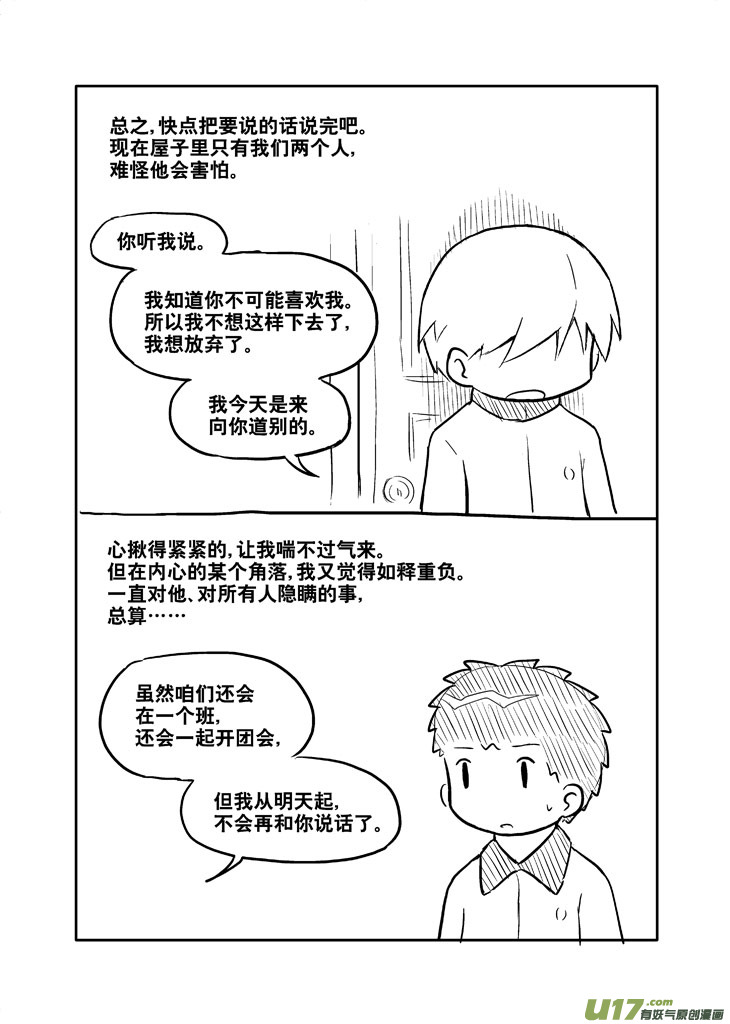 总之,快点把要说的话说完吧。
现在屋子里只有我们两个人,
难怪他会害怕。
你听我说。
我知道你不可能喜欢我。
所以我不想这样下去了,
我想放弃了。
我今天是来
向你道别的。
心揪得紧紧的,让我喘不过气来。
但在内心的某个角落,我又觉得如释重负。
一直对他、对所有人隐瞒的事,
总算……
虽然咱们还会
在一个班,
还会一起开团会,
但我从明天起,
不会再和你说话了。
U17.com
有妖气原创漫画